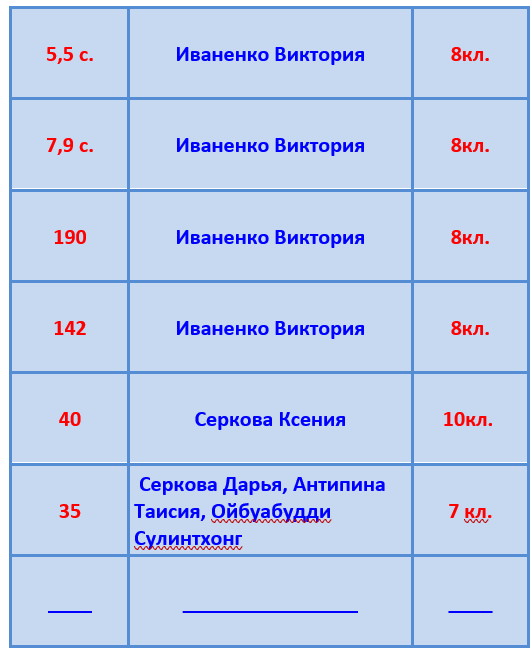 5,5 с. Иваненко Виктория 8кл.
7,9 с. Иваненко Виктория 8кл.
190 Иваненко Виктория 8кл.
142 Иваненко Виктория 8кл.
40 Серкова Ксения 10кл.
Серкова Дарья, Антипина
35 Таисия, Ойбуабудди 7 кл.
Сулинтхонг